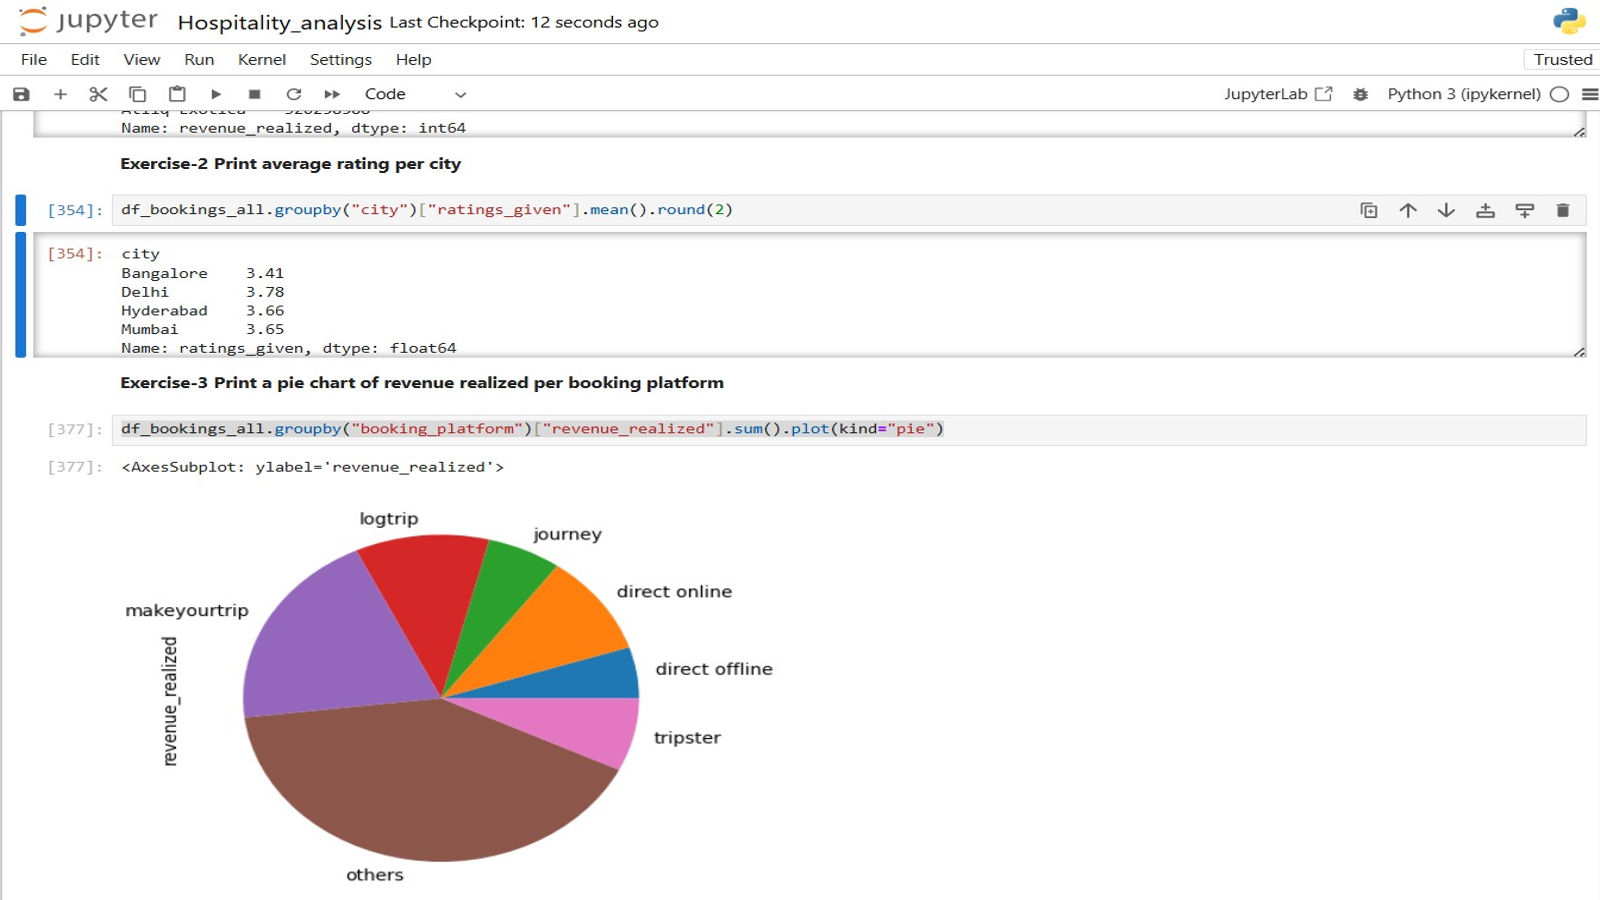 jupyter Hospitality_analysis Last Checkpoint: 12 seconds ago
File Edit View Run Kernel Settings Help Trusted
Code JupyterLab Python 3 (ipykernel)
Name: revenue_realized, dtype: int64
Exercise-2 Print average rating per city
[354]: df_bookings_all.groupby("city")["ratings_given"].mean().round(2)
[354]: city
Bangalore 3.41
Delhi 3.78
Hyderabad 3.66
Mumbai 3.65
Name: ratings_given, dtype: float64
Exercise-3 Print a pie chart of revenue realized per booking platform
[377]: df_bookings_all.groupby("booking_platform")["revenue_realized"].sum().plot(kind="pie")
[377]: <AxesSubplot: ylabel='revenue_realized'>
logtrip
journey
direct online
makeyourtrip
revenue_realized
direct offline
tripster
others